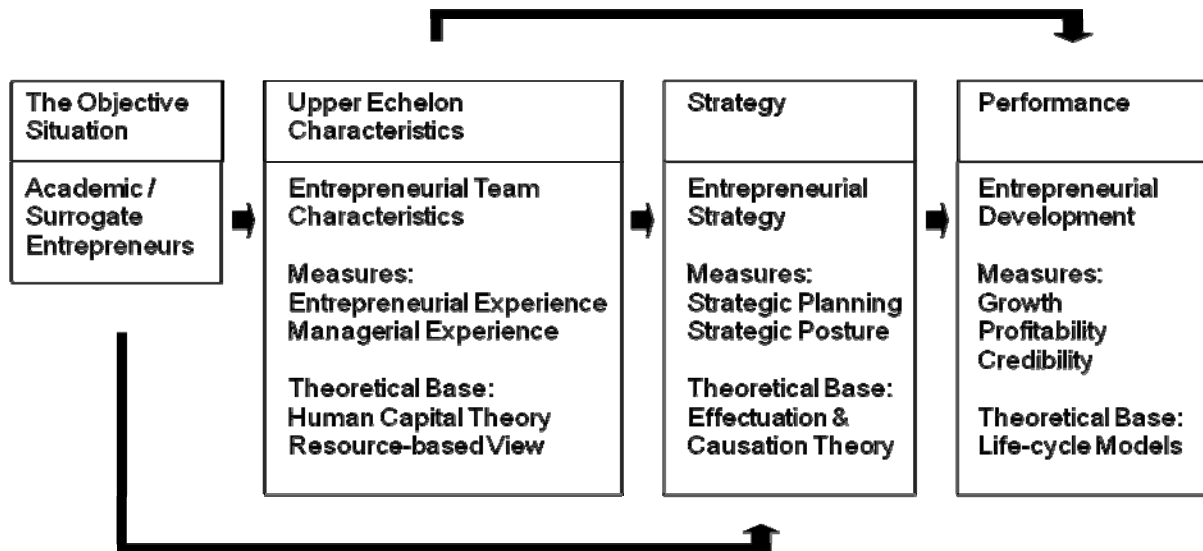 The Objective
Situation
Academic /
Surrogate
Entrepreneurs
Upper Echelon
Characteristics
Entrepreneurial Team
Characteristics
Measures:
Entrepreneurial Experience
Managerial Experience
Theoretical Base:
Human Capital Theory
Resource-based View
Strategy
Entrepreneurial
Strategy
Measures:
Strategic Planning
Strategic Posture
Theoretical Base:
Effectuation &
Causation Theory
Performance
Entrepreneurial
Development
Measures:
Growth
Profitability
Credibility
Theoretical Base:
Life-cycle Models